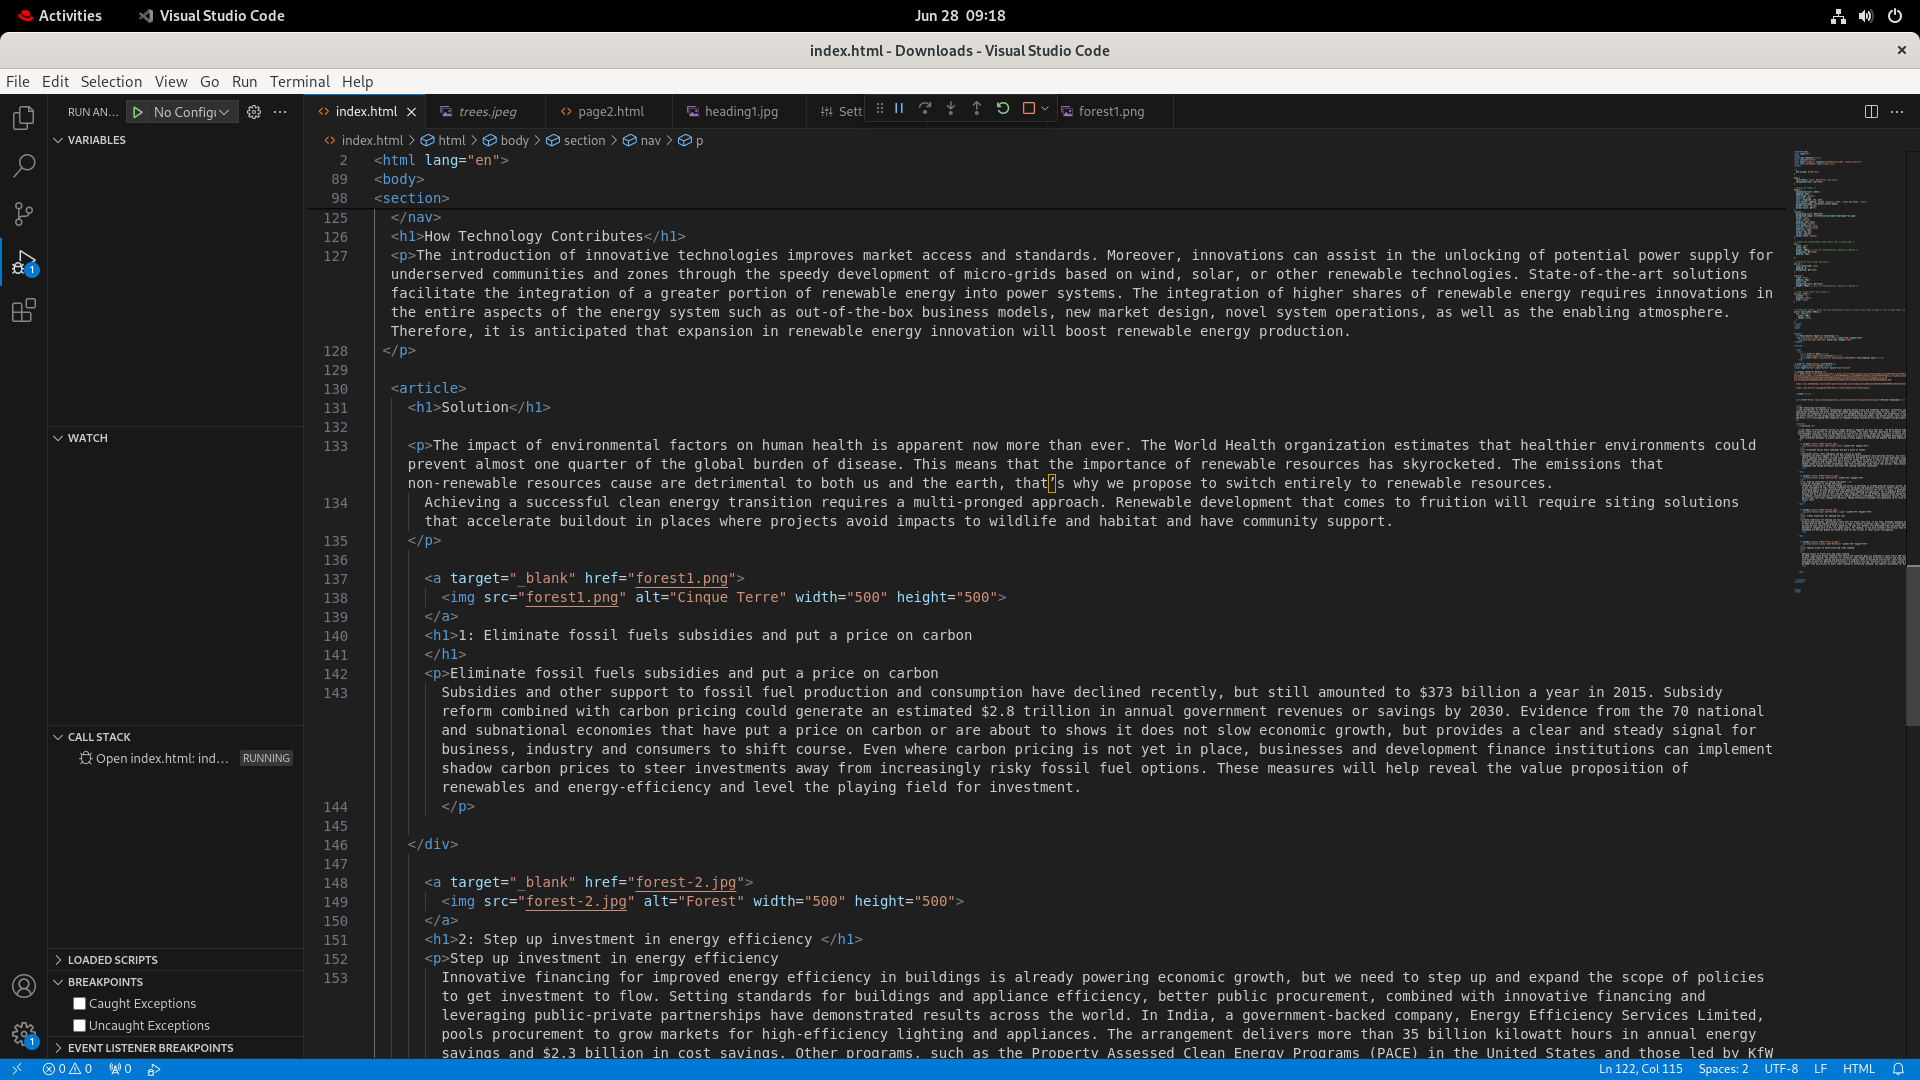 Activities
Visual Studio Code
Jun 28 09:18
index.html - Downloads - Visual Studio Code
File Edit Selection View Go Run Terminal Help
RUN AN... No Config
index.html
trees.jpeg
page2.html
heading1.jpg
Sett
forest1.png
index.html > html > body > section > nav > p
VARIABLES
WATCH
CALL STACK
Open index.html: ind... RUNNING
LOADED SCRIPTS
BREAKPOINTS
Caught Exceptions
Uncaught Exceptions
EVENT LISTENER BREAKPOINTS
2 <html lang="en">
89 <body>
98 <section>
125 </nav>
126 <h1>How Technology Contributes</h1>
127 <p>The introduction of innovative technologies improves market access and standards. Moreover, innovations can assist in the unlocking of potential power supply for
underserved communities and zones through the speedy development of micro-grids based on wind, solar, or other renewable technologies. State-of-the-art solutions
facilitate the integration of a greater portion of renewable energy into power systems. The integration of higher shares of renewable energy requires innovations in
the entire aspects of the energy system such as out-of-the-box business models, new market design, novel system operations, as well as the enabling atmosphere.
Therefore, it is anticipated that expansion in renewable energy innovation will boost renewable energy production.
128 </p>
129
130 <article>
131 <h1>Solution</h1>
132
133 <p>The impact of environmental factors on human health is apparent now more than ever. The World Health organization estimates that healthier environments could
prevent almost one quarter of the global burden of disease. This means that the importance of renewable resources has skyrocketed. The emissions that
non-renewable resources cause are detrimental to both us and the earth, that’s why we propose to switch entirely to renewable resources.
134 Achieving a successful clean energy transition requires a multi-pronged approach. Renewable development that comes to fruition will require siting solutions
that accelerate buildout in places where projects avoid impacts to wildlife and habitat and have community support.
135 </p>
136
137 <a target="_blank" href="forest1.png">
138 <img src="forest1.png" alt="Cinque Terre" width="500" height="500">
139 </a>
140 <h1>1: Eliminate fossil fuels subsidies and put a price on carbon
141 </h1>
142 <p>Eliminate fossil fuels subsidies and put a price on carbon
143 Subsidies and other support to fossil fuel production and consumption have declined recently, but still amounted to $373 billion a year in 2015. Subsidy
reform combined with carbon pricing could generate an estimated $2.8 trillion in annual government revenues or savings by 2030. Evidence from the 70 national
and subnational economies that have put a price on carbon or are about to shows it does not slow economic growth, but provides a clear and steady signal for
business, industry and consumers to shift course. Even where carbon pricing is not yet in place, businesses and development finance institutions can implement
shadow carbon prices to steer investments away from increasingly risky fossil fuel options. These measures will help reveal the value proposition of
renewables and energy-efficiency and level the playing field for investment.
144 </p>
145
146 </div>
147
148 <a target="_blank" href="forest-2.jpg">
149 <img src="forest-2.jpg" alt="Forest" width="500" height="500">
150 </a>
151 <h1>2: Step up investment in energy efficiency </h1>
152 <p>Step up investment in energy efficiency
153 Innovative financing for improved energy efficiency in buildings is already powering economic growth, but we need to step up and expand the scope of policies
to get investment to flow. Setting standards for buildings and appliance efficiency, better public procurement, combined with innovative financing and
leveraging public-private partnerships have demonstrated results across the world. In India, a government-backed company, Energy Efficiency Services Limited,
pools procurement to grow markets for high-efficiency lighting and appliances. The arrangement delivers more than 35 billion kilowatt hours in annual energy
savings and $2.3 billion in cost savings. Other programs, such as the Property Assessed Clean Energy Programs (PACE) in the United States and those led by KfW
1
1
0 0 0
Ln 122, Col 115 Spaces: 2 UTF-8 LF HTML